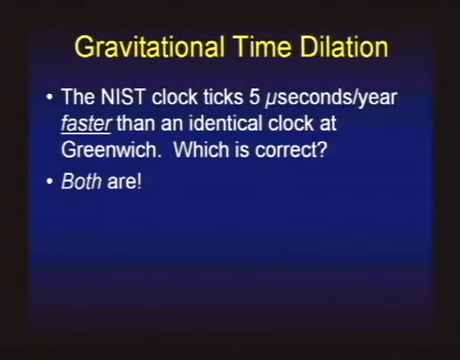 Gravitational Time Dilation
• The NIST clock ticks 5 μseconds/year
faster than an identical clock at
Greenwich. Which is correct?
• Both are!